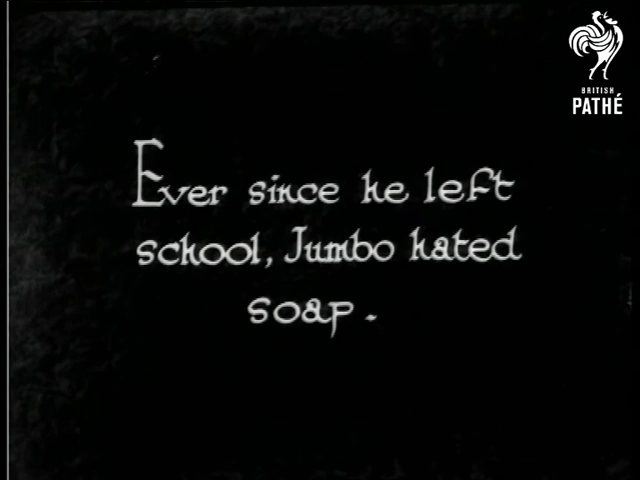 BRITISH
PATHÉ
Ever since he left
school, Jumbo hated
soap.